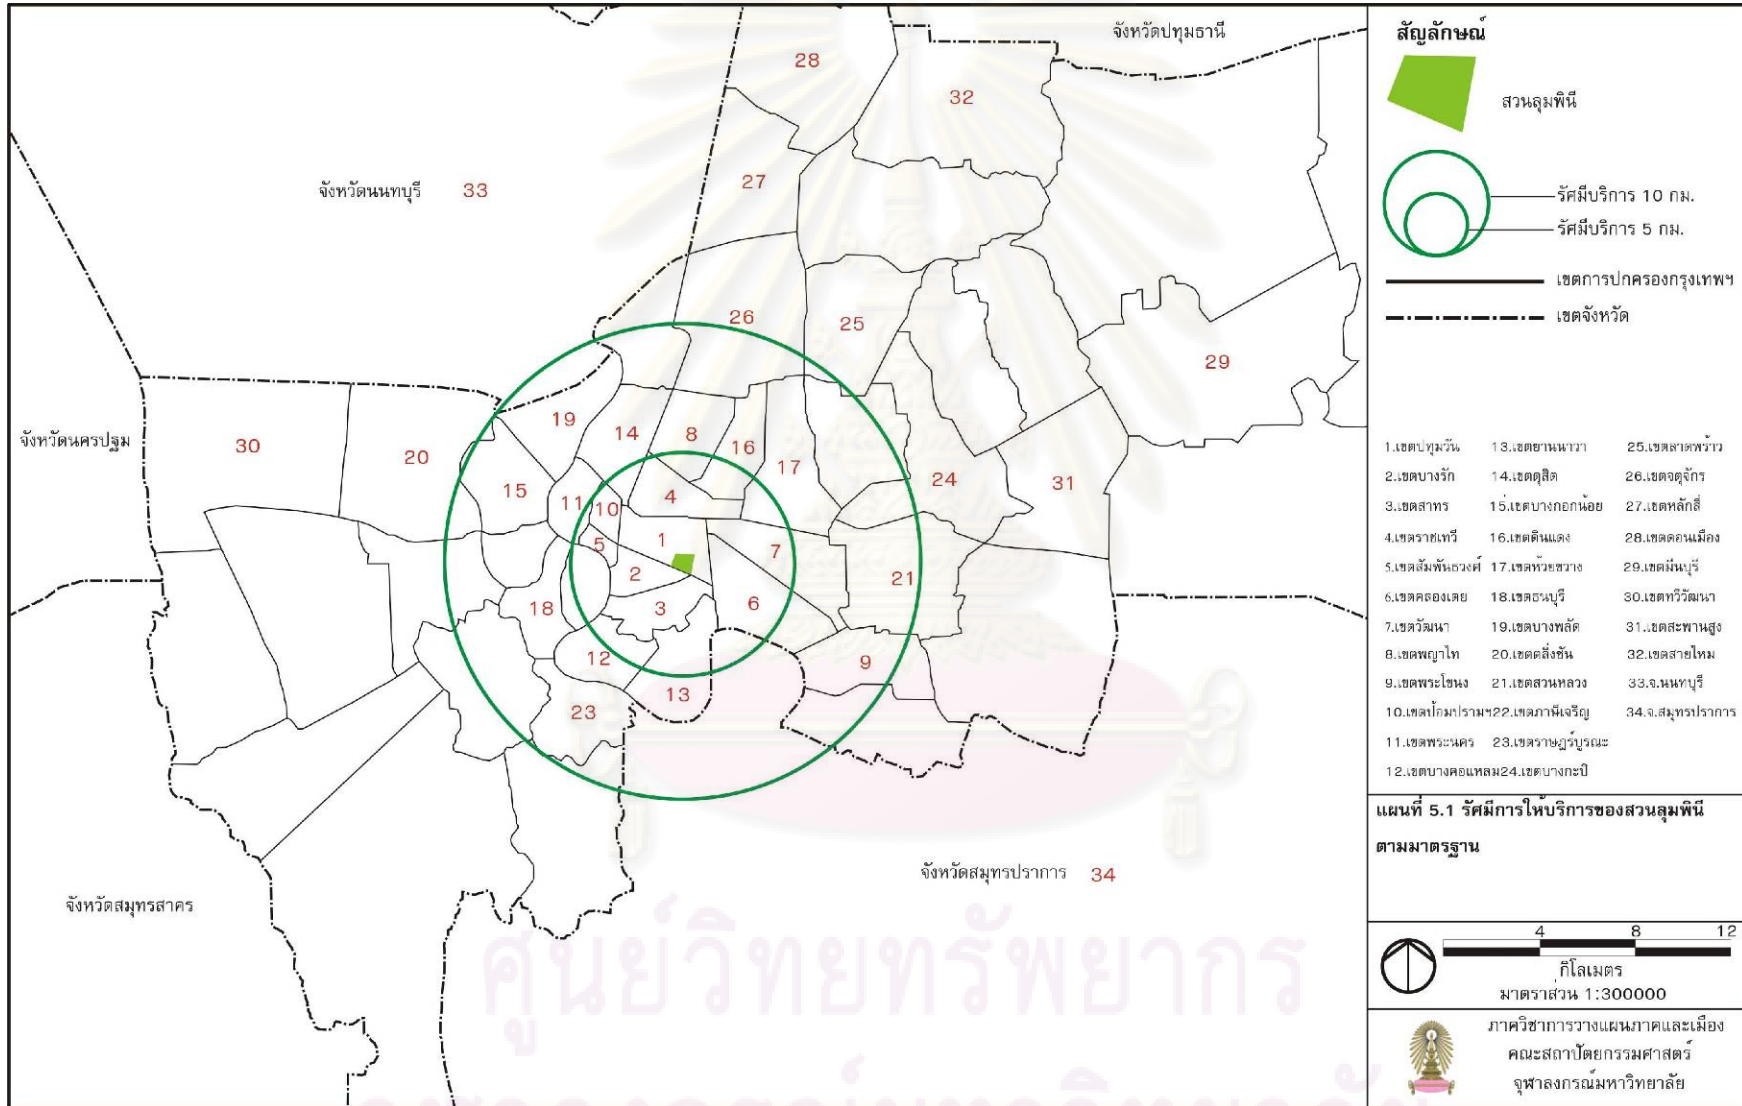 จังหวัดปทุมธานี
28
32
27
จังหวัดนนทบุรี 33
26
25
29
จังหวัดนครปฐม
30
20
19
14
8
16
17
15
11
10
4
24
31
5
1
7
2
21
18
3
6
12
9
13
23
จังหวัดสมุทรปราการ 34
จังหวัดสมุทรสาคร
ศูนย์วิทยทรัพยากร
จุฬาลงกรณ์มหาวิทยาลัย
สัญลักษณ์
สวนลุมพินี
รัศมีบริการ 10 กม.
รัศมีบริการ 5 กม.
เขตการปกครองกรุงเทพฯ
เขตจังหวัด
1.เขตปทุมวัน 13.เขตยานนาวา 25.เขตลาดพร้าว
2.เขตบางรัก 14.เขตดุสิต 26.เขตจตุจักร
3.เขตสาทร 15.เขตบางกอกน้อย 27.เขตหลักสี่
4.เขตราชเทวี 16.เขตดินแดง 28.เขตดอนเมือง
5.เขตสัมพันธวงศ์ 17.เขตห้วยขวาง 29.เขตมีนบุรี
6.เขตคลองเตย 18.เขตธนบุรี 30.เขตทวีวัฒนา
7.เขตวัฒนา 19.เขตบางพลัด 31.เขตสะพานสูง
8.เขตพญาไท 20.เขตตลิ่งชัน 32.เขตสายไหม
9.เขตพระโขนง 21.เขตสวนหลวง 33.จ.นนทบุรี
10.เขตป้อมปรามฯ22.เขตภาษีเจริญ 34.จ.สมุทรปราการ
11.เขตพระนคร 23.เขตราษฎร์บูรณะ
12.เขตบางคอแหลม24.เขตบางกะปิ
แผนที่ 5.1 รัศมีการให้บริการของสวนลุมพินี
ตามมาตรฐาน
4 8 12
กิโลเมตร
มาตราส่วน 1:300000
ภาควิชาการวางแผนภาคและเมือง
คณะสถาปัตยกรรมศาสตร์
จุฬาลงกรณ์มหาวิทยาลัย